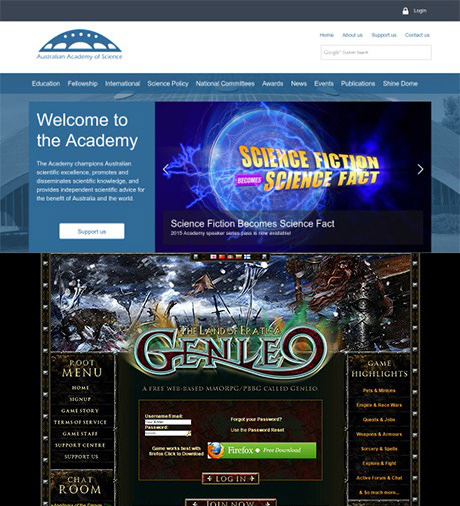 Login
Australian Academy of Science
Home About us Support us Contact us
Google Custom Search
Education Fellowship International Science Policy National Committees Awards News Events Publications Shine Dome
Welcome to
the Academy
The Academy champions Australian
scientific excellence, promotes and
disseminates scientific knowledge, and
provides independent scientific advice for
the benefit of Australia and the world.
Support us
SCIENCE FICTION
BECOMES SCIENCE FACT
Science Fiction Becomes Science Fact
2015 Academy speaker series pass is now available!
THE LAND OF ERATISA
GENLEO
A FREE WEB-BASED MMORPG/PBBG CALLED GENLEO
ROOT
MENU
HOME
SIGNUP
GAME STORY
TERMS OF SERVICE
GAME STAFF
SUPPORT CENTRE
SUPPORT US
CHAT
ROOM
Username/Email:
Password:
Forgot your Password?
Use the Password Reset
Game works best with
firefox Click to Download
Firefox Free Download
LOG IN
JOIN NOW
GAME
HIGHLIGHTS
Pets & Minions
Empire & Race Wars
Quests & Jobs
Weapons & Armours
Sorcery & Spells
Explore & Fight
Active Forum & Chat
& So much more...